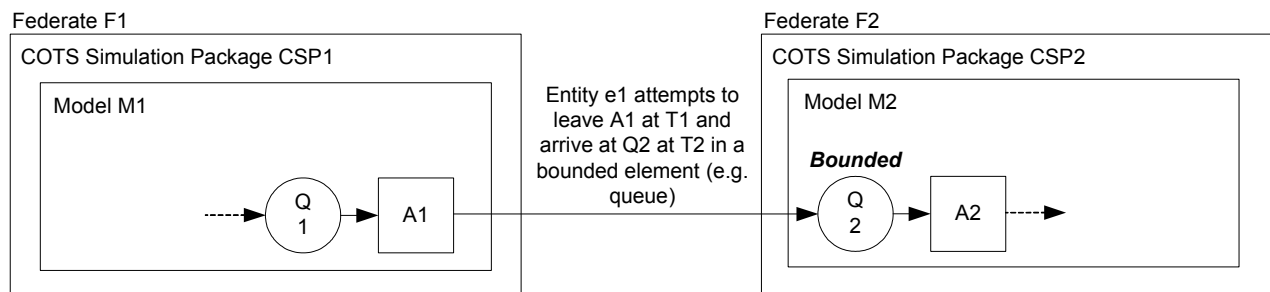 Federate F1
COTS Simulation Package CSP1
Model M1
Q
1
A1
Entity e1 attempts to
leave A1 at T1 and
arrive at Q2 at T2 in a
bounded element (e.g.
queue)
Federate F2
COTS Simulation Package CSP2
Model M2
Bounded
Q
2
A2